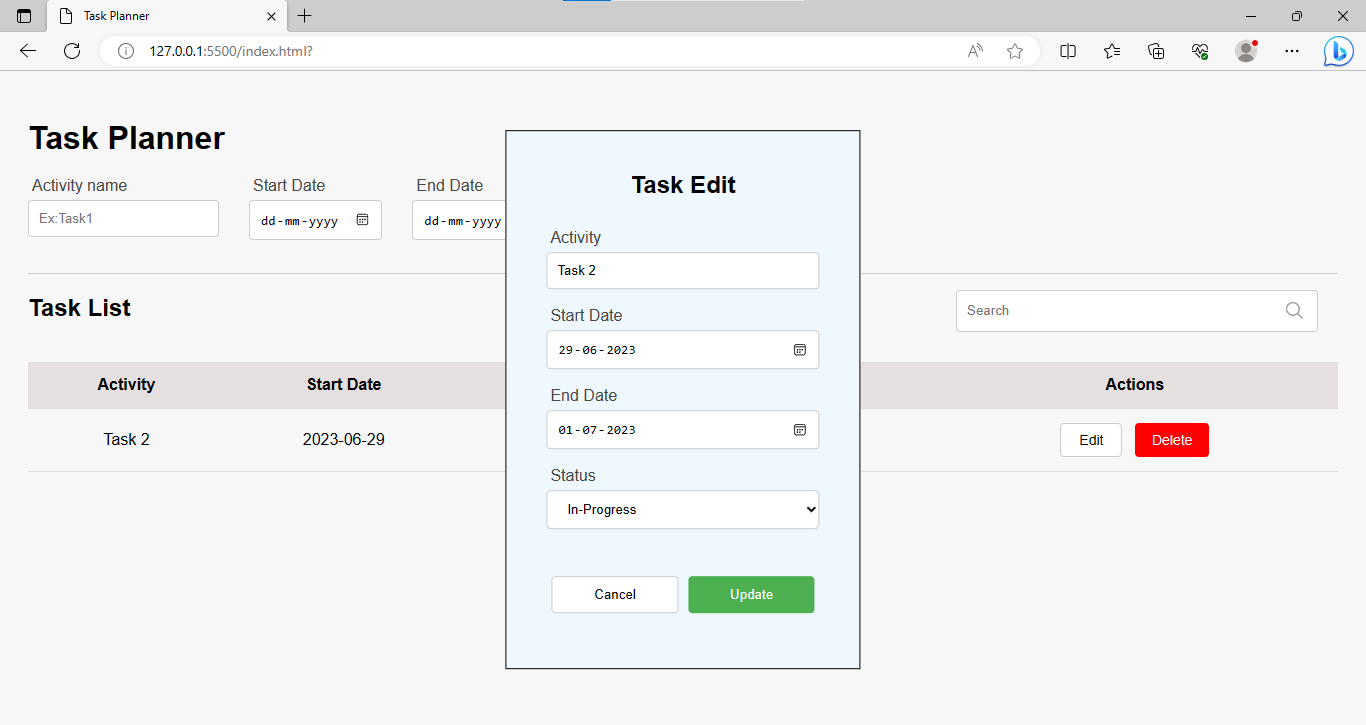 Task Planner
127.0.0.1:5500/index.html?
Task Planner
Activity name
Start Date
End Date
Ex:Task1
dd-mm-yyyy
dd-mm-yyyy
Task List
Search
Activity
Start Date
Actions
Task 2
2023-06-29
Edit
Delete
Task Edit
Activity
Task 2
Start Date
29-06-2023
End Date
01-07-2023
Status
In-Progress
Cancel
Update